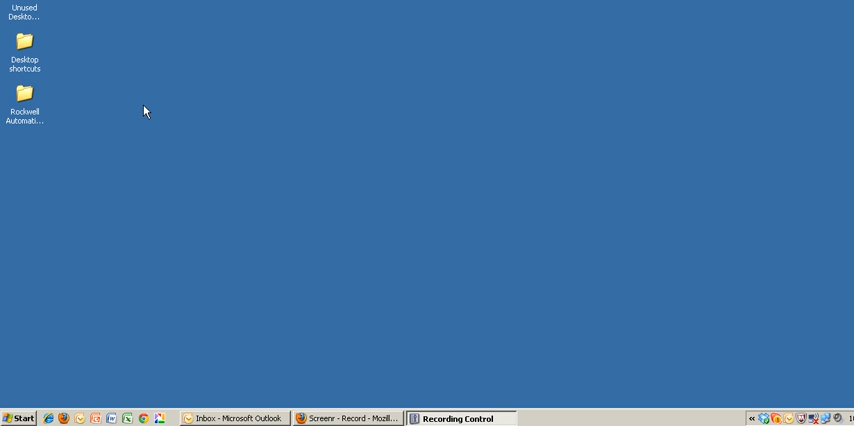 Unused
Deskto...
Desktop
shortcuts
Rockwell
Automati...
Start
Inbox - Microsoft Outlook
Screenr - Record - Mozill...
Recording Control
«